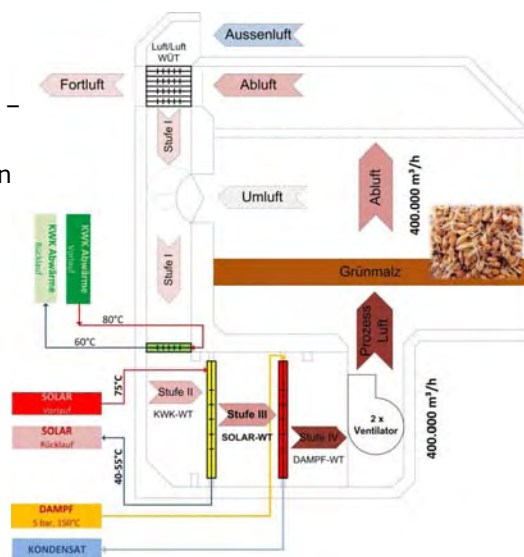 Aussenluft
Luft/Luft
WÜT
Fortluft
Abluft
–
n
Stufe I
Umluft
Abluft
400.000 m³/h
Stufe I
KWK Abwärme
Rücklauf
KWK Abwärme
Vorlauf
Grünmalz
80°C
60°C
Prozess
Luft
SOLAR
Vorlauf
75°C
Stufe II
KWK-WT
Stufe III
SOLAR-WT
Stufe IV
DAMPF-WT
2 x
Ventilator
400.000 m³/h
SOLAR
Rücklauf
40-55°C
DAMPF
5 bar, 150°C
KONDENSAT